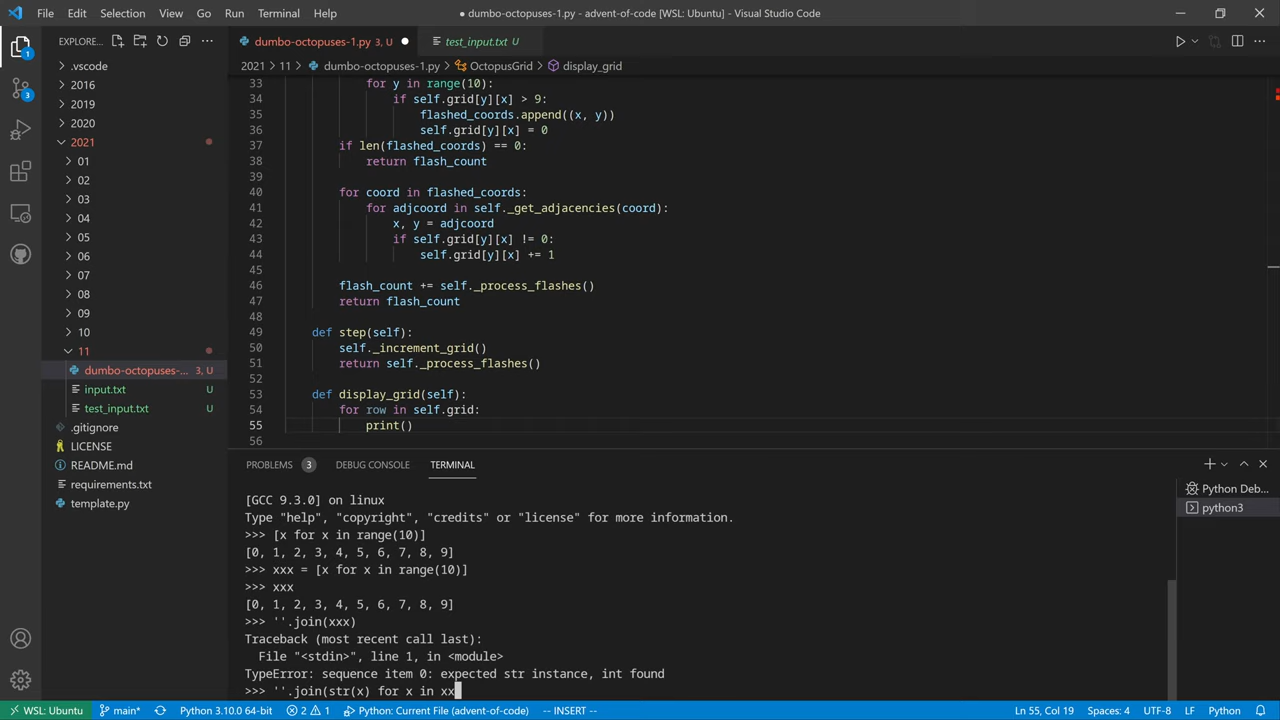 File Edit Selection View Go Run Terminal Help
● dumbo-octopuses-1.py - advent-of-code [WSL: Ubuntu] - Visual Studio Code
EXPLORE...
dumbo-octopuses-1.py 3, U ●
test_input.txt U
2021 > 11 > dumbo-octopuses-1.py > OctopusGrid > display_grid
1
3
.vscode
2016
2019
2020
2021
01
02
03
04
05
06
07
08
09
10
11
dumbo-octopuses-... 3, U
input.txt U
test_input.txt U
.gitignore
LICENSE
README.md
requirements.txt
template.py
33 for y in range(10):
34 if self.grid[y][x] > 9:
35 flashed_coords.append((x, y))
36 self.grid[y][x] = 0
37 if len(flashed_coords) == 0:
38 return flash_count
39
40 for coord in flashed_coords:
41 for adjcoord in self._get_adjacencies(coord):
42 x, y = adjcoord
43 if self.grid[y][x] != 0:
44 self.grid[y][x] += 1
45
46 flash_count += self._process_flashes()
47 return flash_count
48
49 def step(self):
50 self._increment_grid()
51 return self._process_flashes()
52
53 def display_grid(self):
54 for row in self.grid:
55 print()
56
PROBLEMS 3 DEBUG CONSOLE TERMINAL
Python Deb...
python3
[GCC 9.3.0] on linux
Type "help", "copyright", "credits" or "license" for more information.
>>> [x for x in range(10)]
[0, 1, 2, 3, 4, 5, 6, 7, 8, 9]
>>> xxx = [x for x in range(10)]
>>> xxx
[0, 1, 2, 3, 4, 5, 6, 7, 8, 9]
>>> ''.join(xxx)
Traceback (most recent call last):
File "<stdin>", line 1, in <module>
TypeError: sequence item 0: expected str instance, int found
>>> ''.join(str(x) for x in xx
WSL: Ubuntu main* Python 3.10.0 64-bit 2 1 Python: Current File (advent-of-code) -- INSERT -- Ln 55, Col 19 Spaces: 4 UTF-8 LF Python